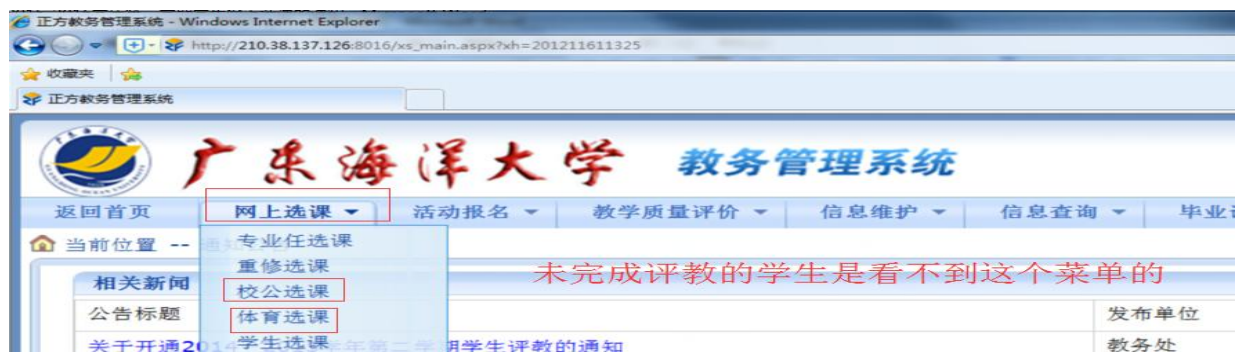 正方教务管理系统 - Windows Internet Explorer
http://210.38.137.126:8016/xs_main.aspx?xh=201211611325
收藏夹
正方教务管理系统
广东海洋大学 教务管理系统
返回首页 网上选课 活动报名 教学质量评价 信息维护 信息查询 毕业
当前位置 --
专业任选课
重修选课
未完成评教的学生是看不到这个菜单的
相关新闻
校公选课
公告标题
体育选课
发布单位
关于开通201
学生选课
学年第二学期学生评教的通知
教务处